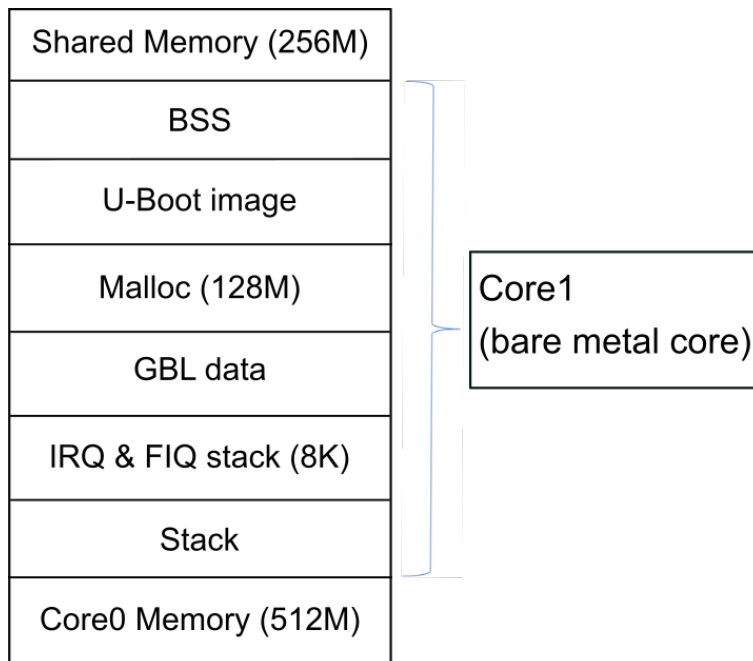 Shared Memory (256M)
BSS
U-Boot image
Malloc (128M)
GBL data
IRQ & FIQ stack (8K)
Stack
Core0 Memory (512M)
Core1
(bare metal core)